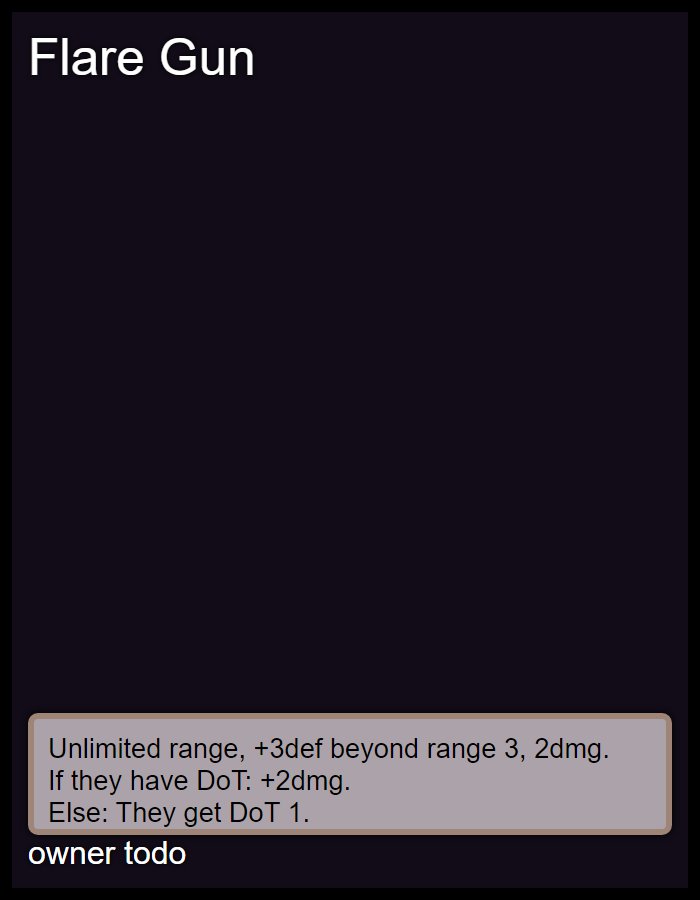 Flare Gun
Unlimited range, +3def beyond range 3, 2dmg.
If they have DoT: +2dmg.
Else: They get DoT 1.
owner todo